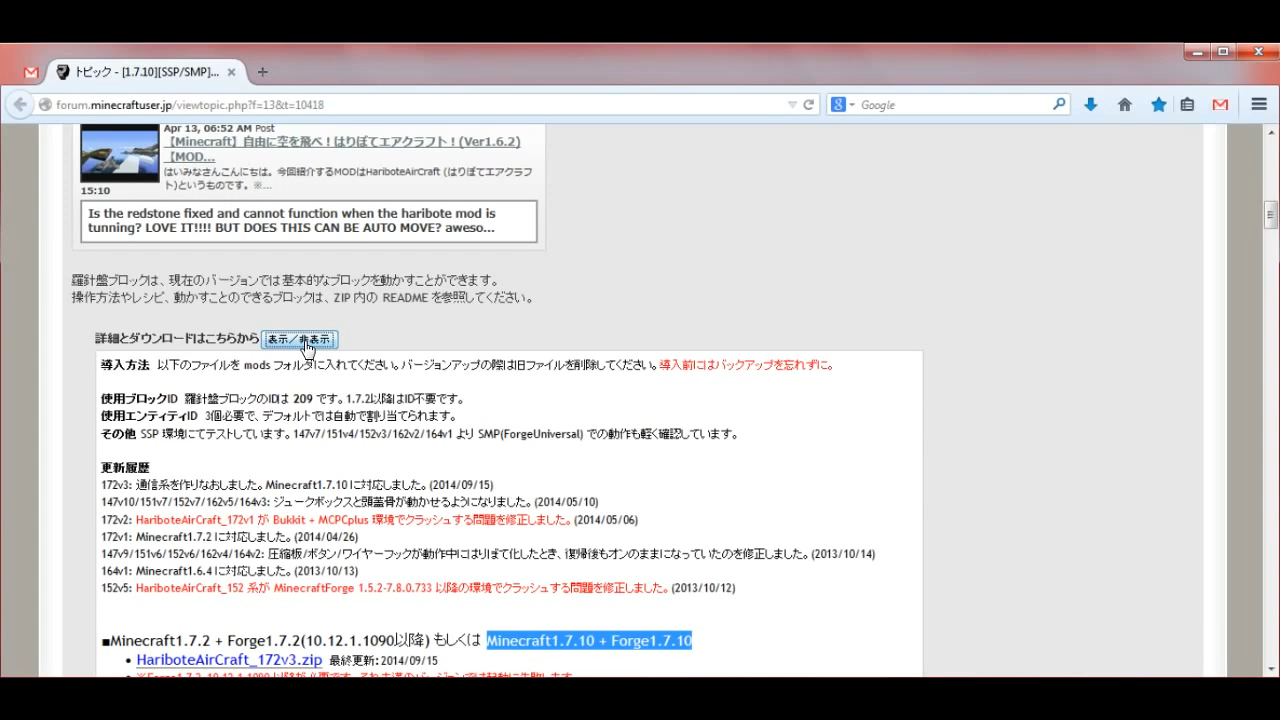 トピック - [1.7.10][SSP/SMP]...
forum.minecraftuser.jp/viewtopic.php?f=13&t=10418
Google
Apr 13, 06:52 AM Post
【Minecraft】自由に空を飛べ！はりぼてエアクラフト！(Ver1.6.2)
【MOD...
はいみなさんこんにちは。今回紹介するMODはHariboteAirCraft (はりぼてエアクラフ
ト)というものです。※...
15:10
Is the redstone fixed and cannot function when the haribote mod is
tunning? LOVE IT!!!! BUT DOES THIS CAN BE AUTO MOVE? aweso...
羅針盤ブロックは、現在のバージョンでは基本的なブロックを動かすことができます。
操作方法やレシピ、動かすことのできるブロックは、ZIP 内の README を参照してください。
詳細とダウンロードはこちらから 表示／非表示
導入方法 以下のファイルを mods フォルダに入れてください。バージョンアップの際は旧ファイルを削除してください。導入前にはバックアップを忘れずに。
使用ブロックID 羅針盤ブロックのIDは 209 です。1.7.2以降はID不要です。
使用エンティティID 3個必要で、デフォルトでは自動で割り当てられます。
その他 SSP 環境にてテストしています。147v7/151v4/152v3/162v2/164v1 より SMP(ForgeUniversal) での動作も軽く確認しています。
更新履歴
172v3: 通信系を作りなおしました。Minecraft1.7.10 に対応しました。(2014/09/15)
147v10/151v7/152v7/162v5/164v3: ジュークボックスと頭蓋骨が動かせるようになりました。(2014/05/10)
172v2: HariboteAirCraft_172v1 が Bukkit + MCPCplus 環境でクラッシュする問題を修正しました。(2014/05/06)
172v1: Minecraft1.7.2 に対応しました。(2014/04/26)
147v9/151v6/152v6/162v4/164v2: 圧縮板/ボタン/ワイヤーフックが動作中にはりぼて化したとき、復帰後もオンのままになっていたのを修正しました。(2013/10/14)
164v1: Minecraft1.6.4 に対応しました。(2013/10/13)
152v5: HariboteAirCraft_152 系が MinecraftForge 1.5.2-7.8.0.733 以降の環境でクラッシュする問題を修正しました。(2013/10/12)
■Minecraft1.7.2 + Forge1.7.2(10.12.1.1090以降) もしくは Minecraft1.7.10 + Forge1.7.10
• HariboteAirCraft_172v3.zip 最終更新: 2014/09/15